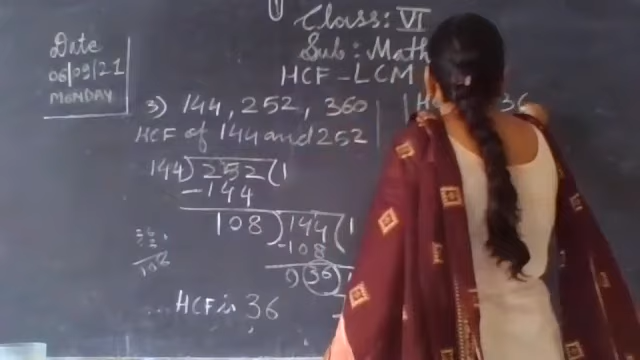 Class: VI
Sub: Math
HCF-LCM
Date
06/09/21
MONDAY
3) 144, 252, 360
HCF of 144 and 252
144) 252 (1
-144
108) 144 (1
-108
0 36
HCF is 36
36